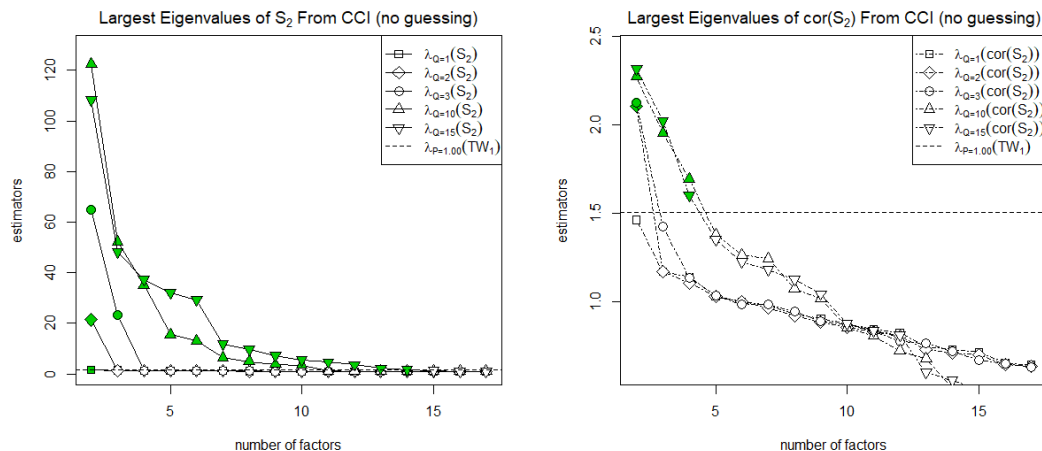 Largest Eigenvalues of S₂ From CCI (no guessing)
estimators
120
100
80
60
40
20
0
λQ=1(S₂)
λQ=2(S₂)
λQ=3(S₂)
λQ=10(S₂)
λQ=15(S₂)
λP=1.00(TW₁)
5
10
15
number of factors
Largest Eigenvalues of cor(S₂) From CCI (no guessing)
estimators
2.5
2.0
1.5
1.0
λQ=1(cor(S₂))
λQ=2(cor(S₂))
λQ=3(cor(S₂))
λQ=10(cor(S₂))
λQ=15(cor(S₂))
λP=1.00(TW₁)
5
10
15
number of factors